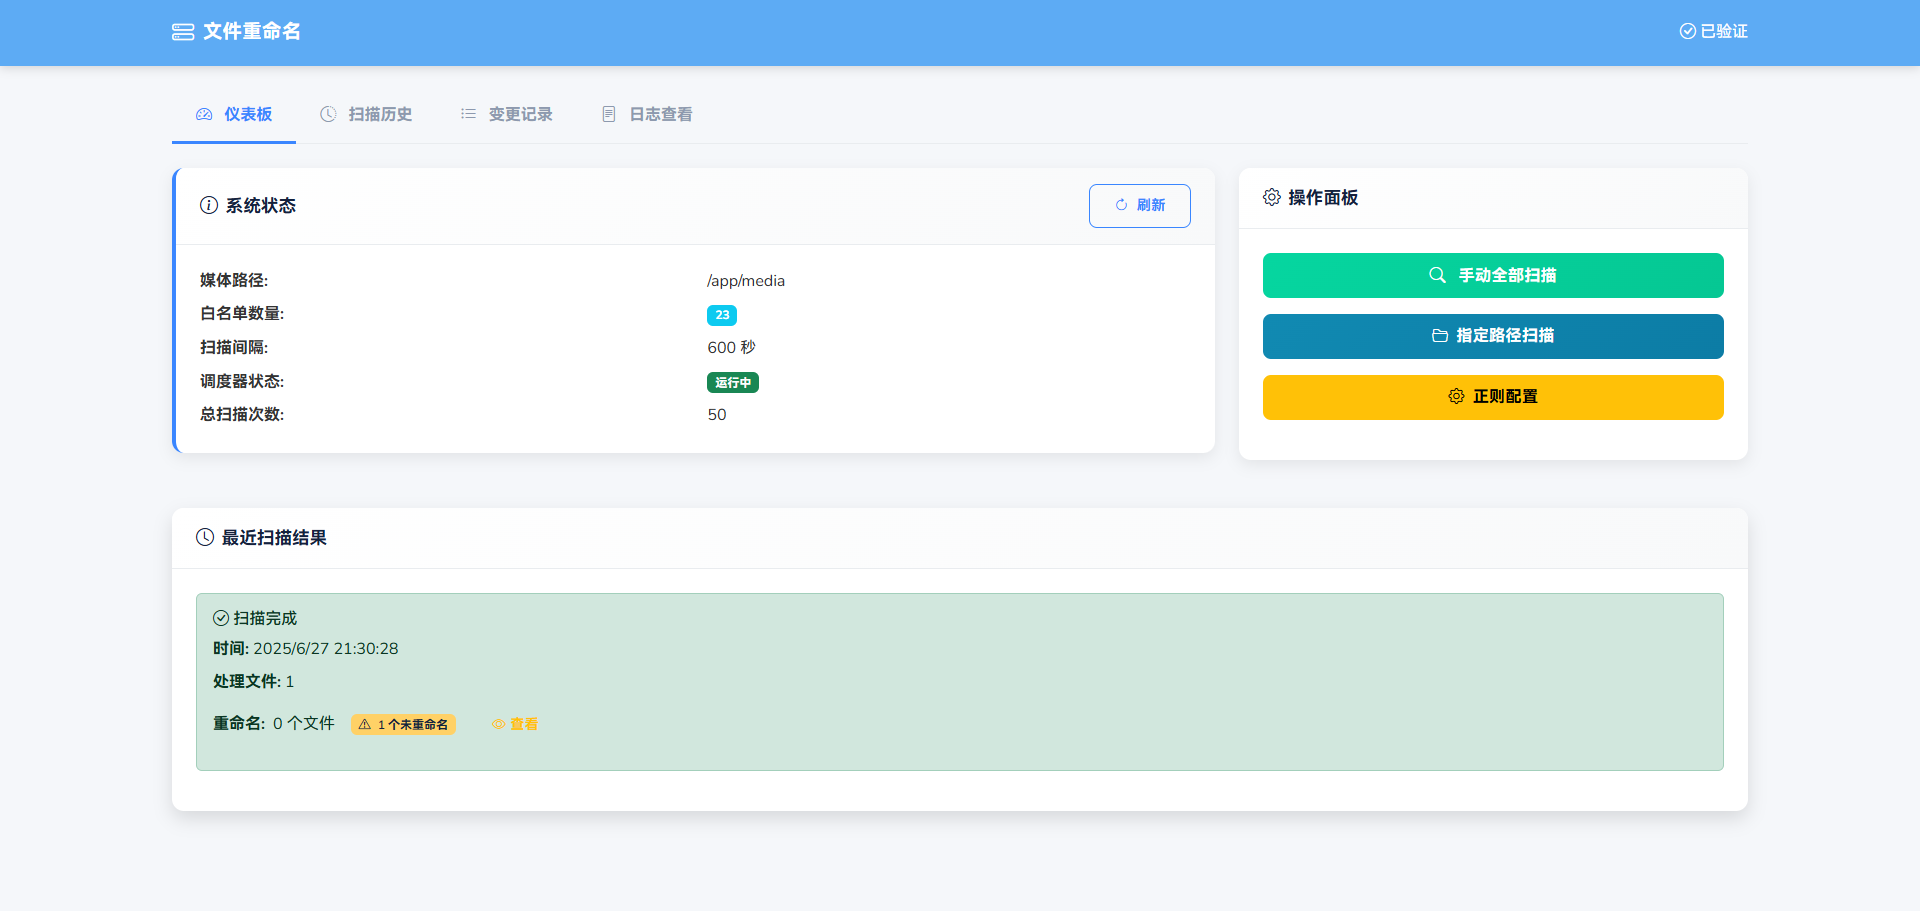 文件重命名
已验证
仪表板
扫描历史
变更记录
日志查看
系统状态
刷新
媒体路径: /app/media
白名单数量: 23
扫描间隔: 600 秒
调度器状态: 运行中
总扫描次数: 50
操作面板
手动全部扫描
指定路径扫描
正则配置
最近扫描结果
扫描完成
时间: 2025/6/27 21:30:28
处理文件: 1
重命名: 0 个文件 1 个未重命名 查看